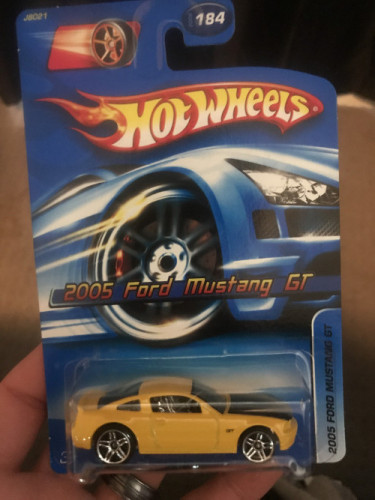 J8021
184
HOT WHEELS
2005 Ford Mustang GT
2005 FORD MUSTANG GT